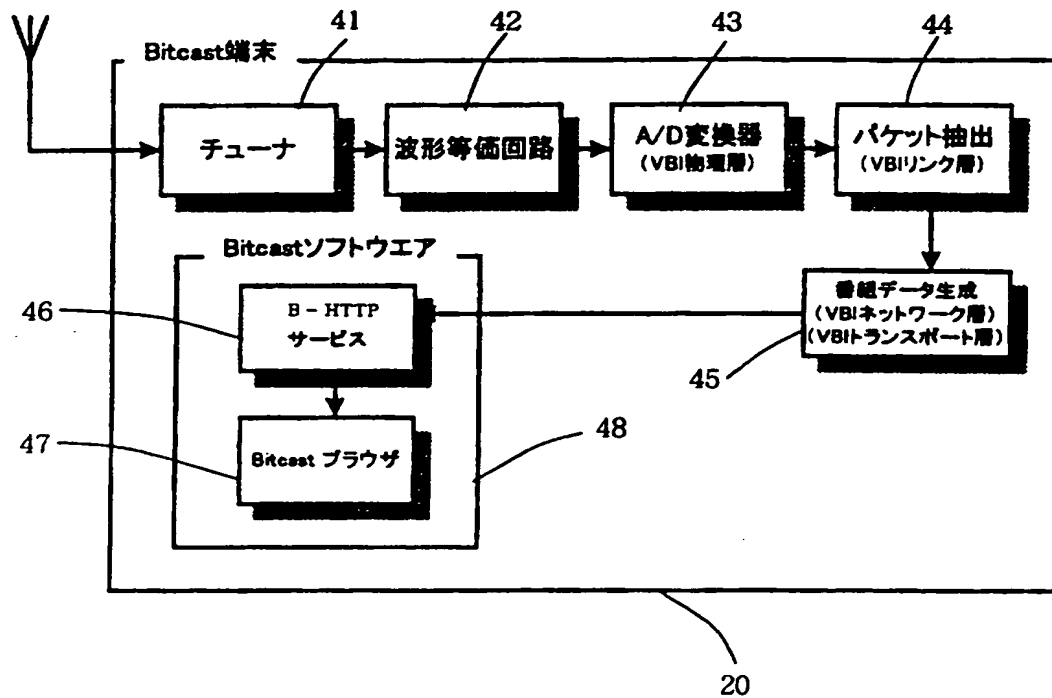 41
42
43
44
Bitcast端末
チューナ
波形等価回路
A/D変換器
(VBI物理層)
パケット抽出
(VBIリンク層)
Bitcastソフトウエア
46
B-HTTP
サービス
番組データ生成
(VBIネットワーク層)
(VBIトランスポート層)
45
47
Bitcast ブラウザ
48
20